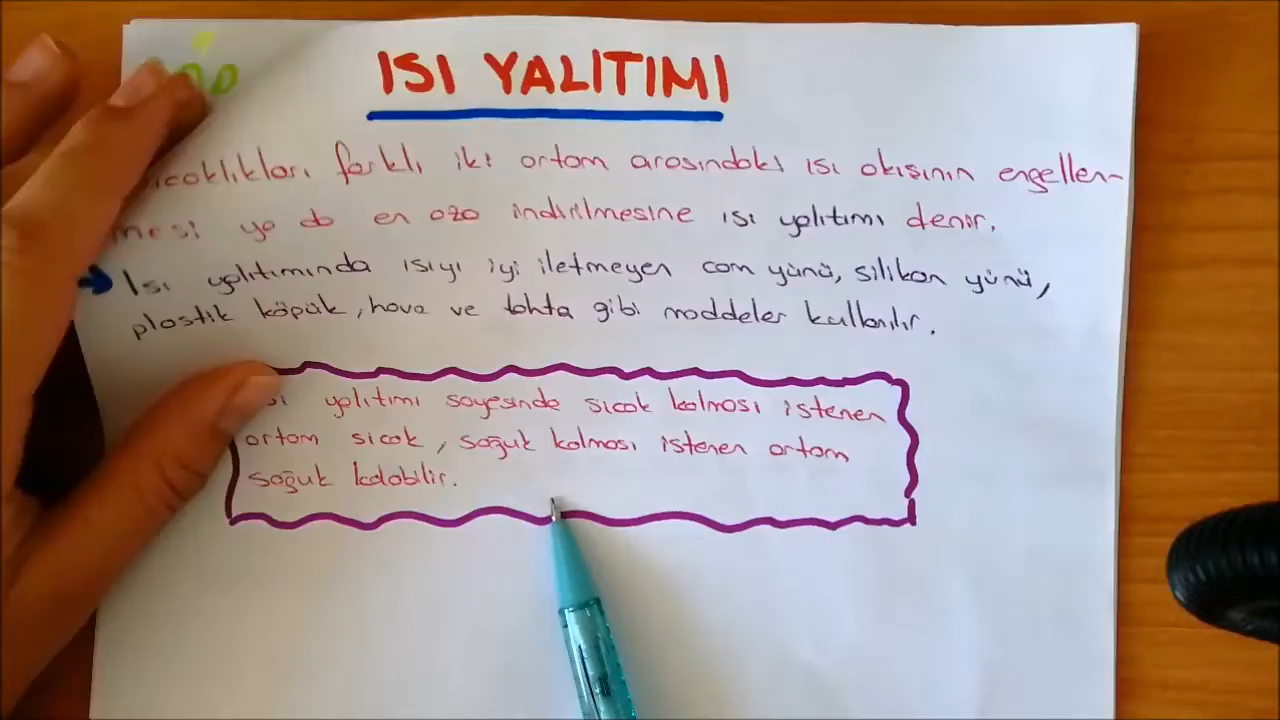 ISI YALITIMI
sıcaklıkları farklı iki ortam arasındaki ısı akışının engellen-
mesi ya da en aza indirilmesine ısı yalıtımı denir.
Isı yalıtımında ısıyı iyi iletmeyen cam yünü, silikon yünü,
plastik köpük, hava ve tahta gibi maddeler kullanılır.
Isı yalıtımı sayesinde sıcak kalması istenen
ortam sıcak, soğuk kalması istenen ortam
soğuk kalabilir.